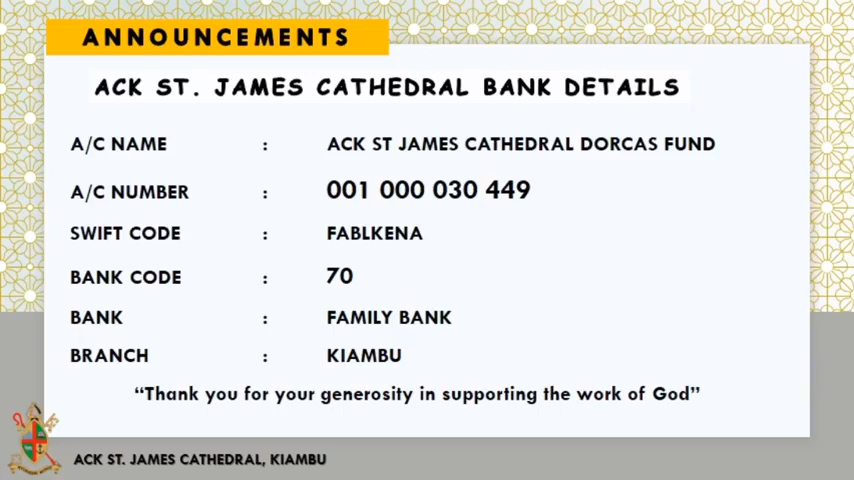 ANNOUNCEMENTS
ACK ST. JAMES CATHEDRAL BANK DETAILS
A/C NAME : ACK ST JAMES CATHEDRAL DORCAS FUND
A/C NUMBER : 001 000 030 449
SWIFT CODE : FABLKENA
BANK CODE : 70
BANK : FAMILY BANK
BRANCH : KIAMBU
“Thank you for your generosity in supporting the work of God”
ACK ST. JAMES CATHEDRAL, KIAMBU